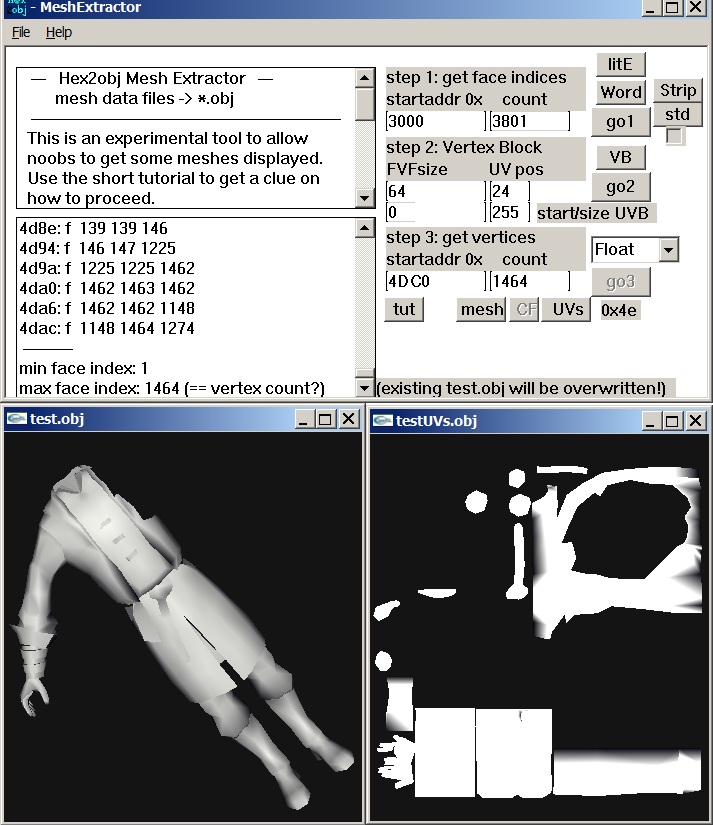 hex
obj - MeshExtractor
File Help
— Hex2obj Mesh Extractor —
mesh data files -> *.obj
This is an experimental tool to allow
noobs to get some meshes displayed.
Use the short tutorial to get a clue on
how to proceed.
4d8e: f 139 139 146
4d94: f 146 147 1225
4d9a: f 1225 1225 1462
4da0: f 1462 1463 1462
4da6: f 1462 1462 1148
4dac: f 1148 1464 1274
min face index: 1
max face index: 1464 (== vertex count?)
step 1: get face indices
startaddr 0x count
3000 3801
litE
Word
go1
Strip
std
step 2: Vertex Block
FVFsize UV pos
64 24
0 255 start/size UVB
VB
go2
step 3: get vertices
startaddr 0x count
4DC0 1464
Float
go3
tut mesh CF UVs 0x4e
(existing test.obj will be overwritten!)
test.obj
testUVs.obj